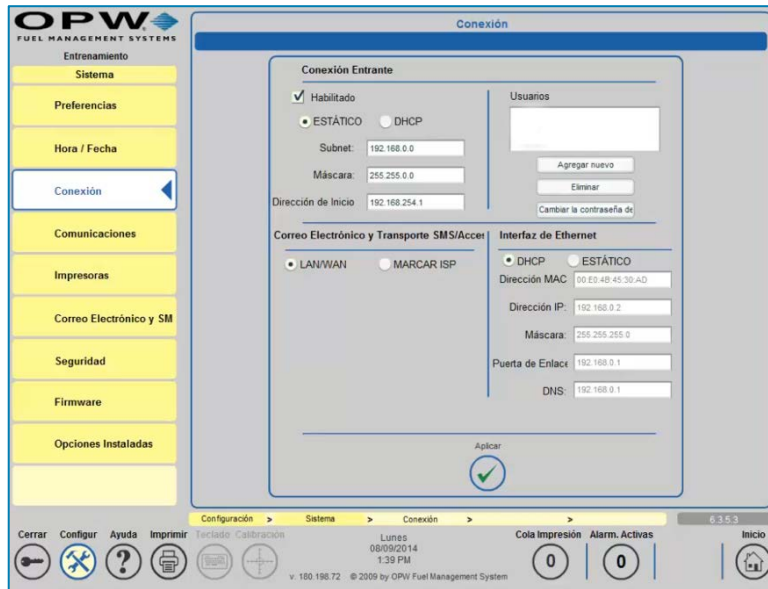 OPW
FUEL MANAGEMENT SYSTEMS
Conexión
Entrenamiento
Sistema
Preferencias
Hora / Fecha
Conexión
Comunicaciones
Impresoras
Correo Electrónico y SM
Seguridad
Firmware
Opciones Instaladas
Conexión Entrante
Habilitado
ESTÁTICO DHCP
Subnet: 192.168.0.0
Máscara: 255.255.0.0
Dirección de Inicio 192.168.254.1
Usuarios
Agregar nuevo
Eliminar
Cambiar la contraseña de
Correo Electrónico y Transporte SMS/Acces
LAN/WAN MARCAR ISP
Interfaz de Ethernet
DHCP ESTÁTICO
Dirección MAC 00:E0:4B:45:30:AD
Dirección IP: 192.168.0.2
Máscara: 255.255.255.0
Puerta de Enlace 192.168.0.1
DNS: 192.168.0.1
Aplicar
Configuración > Sistema > Conexión > >
6.3.5.3
Cerrar Configur Ayuda Imprimir Teclado Calibración
Lunes
08/09/2014
1:39 PM
v. 180.198.72 © 2009 by OPW Fuel Management System
Cola Impresión Alarm. Activas Inicio
0 0